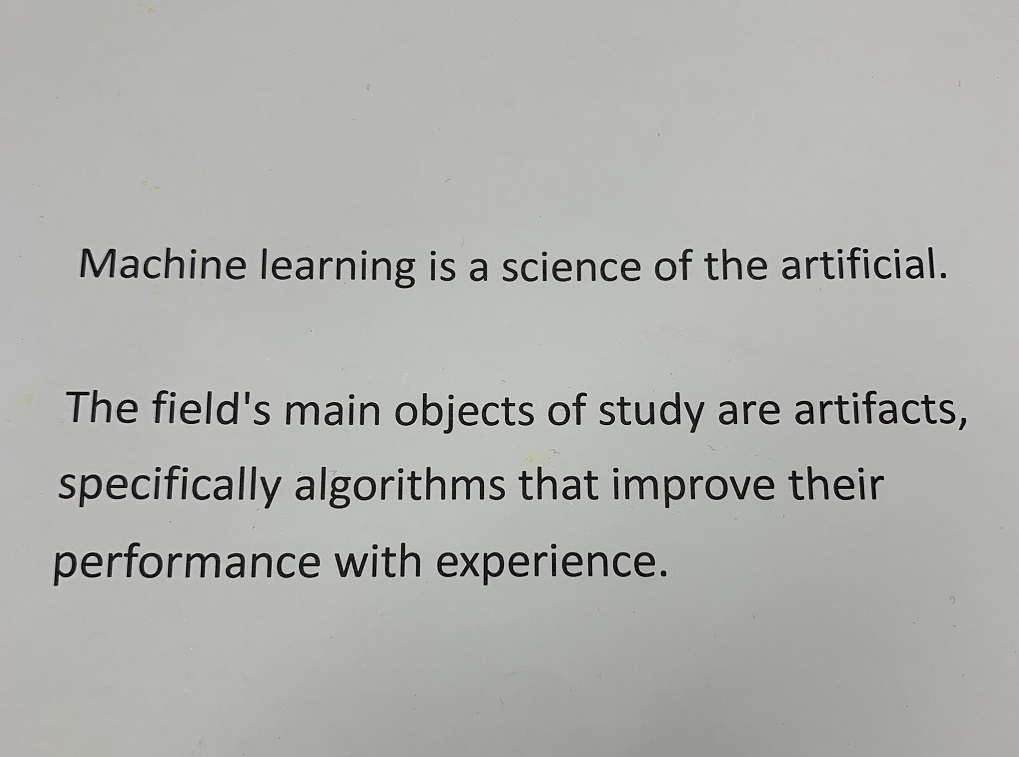 Machine learning is a science of the artificial.
The field's main objects of study are artifacts,
specifically algorithms that improve their
performance with experience.